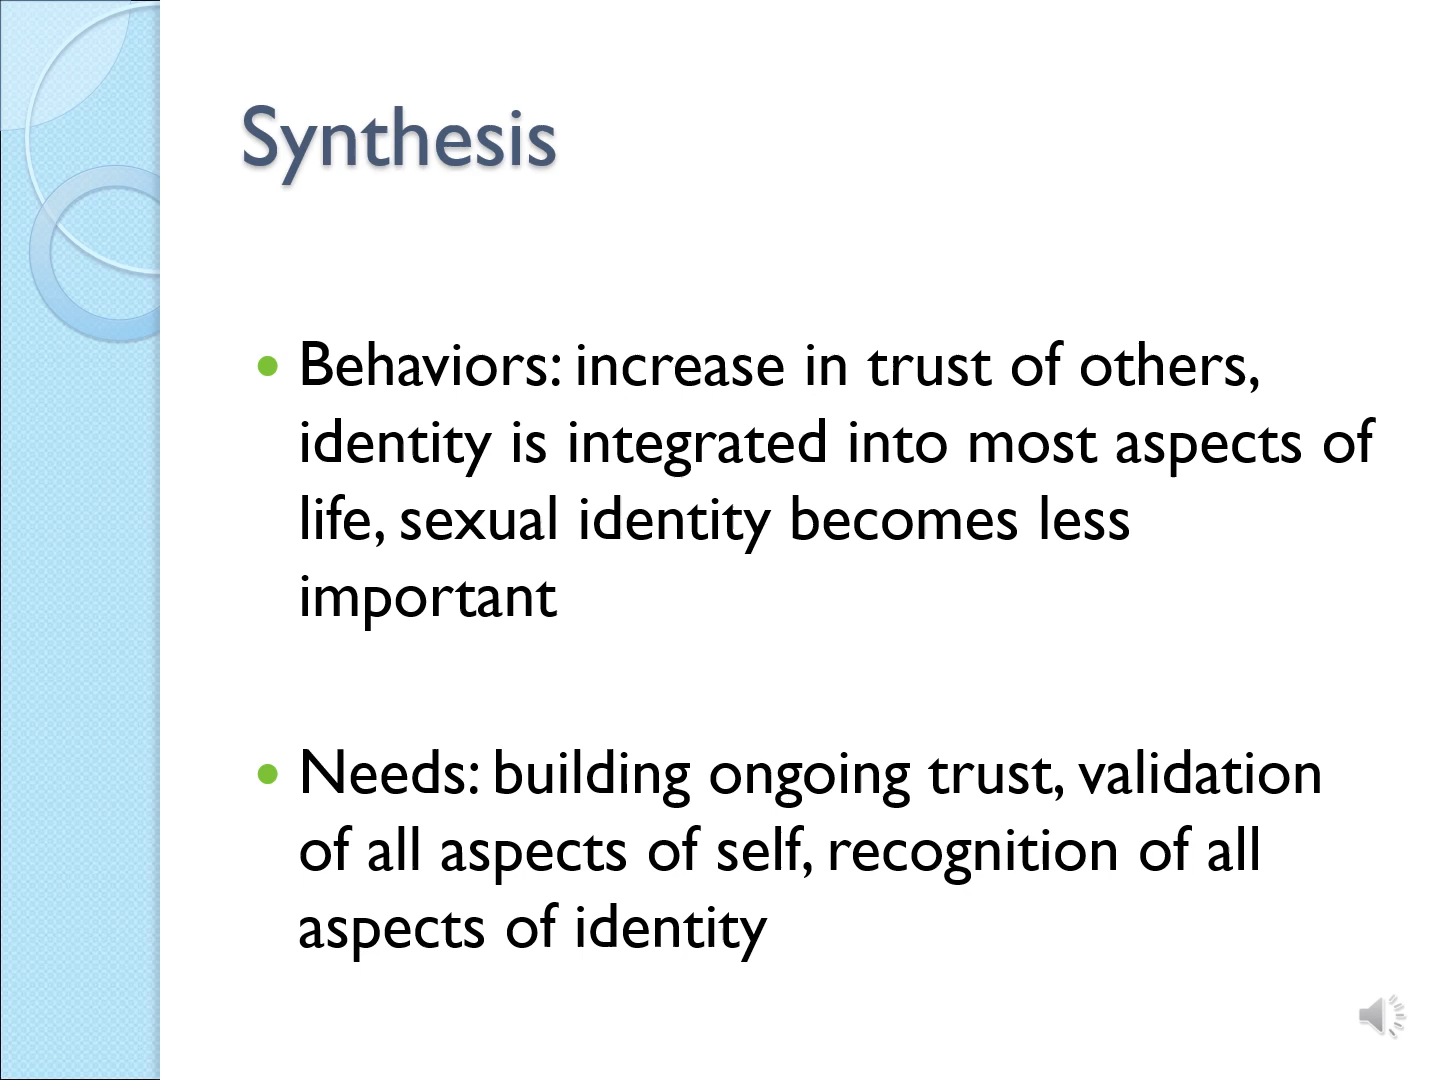 Synthesis
• Behaviors: increase in trust of others,
identity is integrated into most aspects of
life, sexual identity becomes less
important
• Needs: building ongoing trust, validation
of all aspects of self, recognition of all
aspects of identity